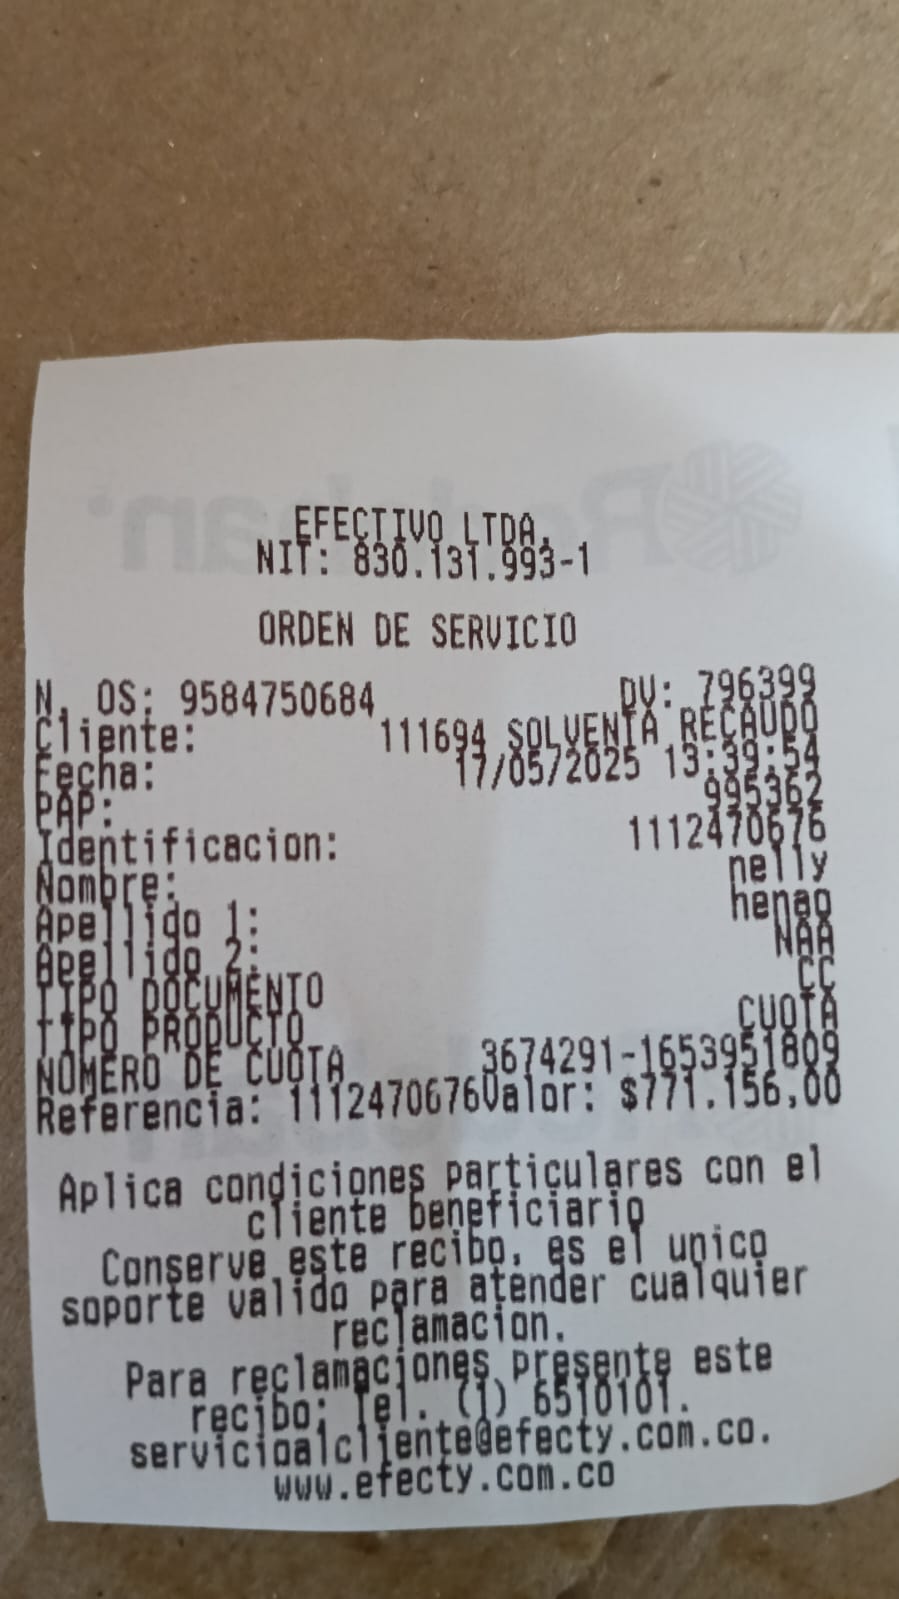 EFECTIVO LTDA.
NIT: 830.131.993-1
ORDEN DE SERVICIO
N. OS: 9584750684 DV: 796399
Cliente: 111694 SOLVENTA RECAUDO
Fecha: 17/05/2025 13:39:54
PAP: 995362
Identificacion: 1112470676
Nombre: nelly
Apellido 1: henao
Apellido 2: NAA
TIPO DOCUMENTO CC
TIPO PRODUCTO CUOTA
NUMERO DE CUOTA 3674291-1653951809
Referencia: 1112470676Valor: $771.156,00
Aplica condiciones particulares con el
cliente beneficiario
Conserve este recibo, es el unico
soporte valido para atender cualquier
reclamacion.
Para reclamaciones presente este
recibo: Tel. (1) 6510101.
servicioalcliente@efecty.com.co.
www.efecty.com.co